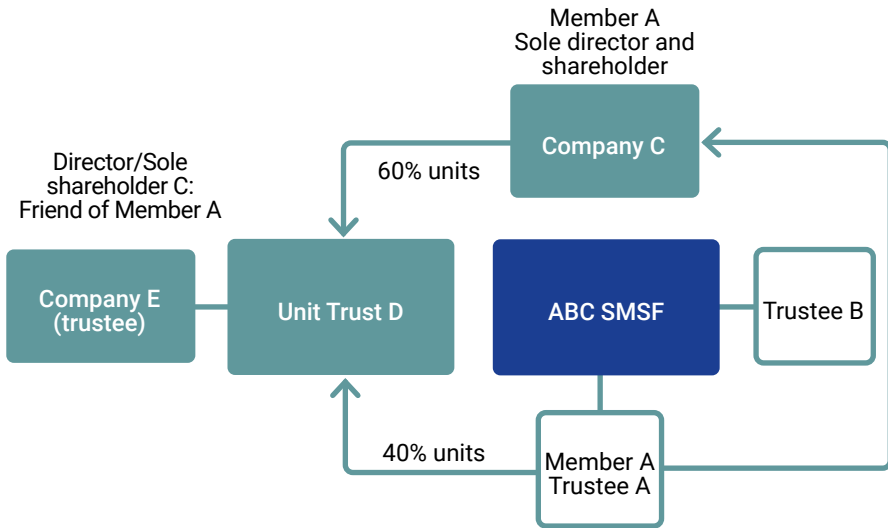 Member A
Sole director and
shareholder
Company C
60% units
Director/Sole
shareholder C:
Friend of Member A
Company E
(trustee)
Unit Trust D
ABC SMSF
Trustee B
40% units
Member A
Trustee A